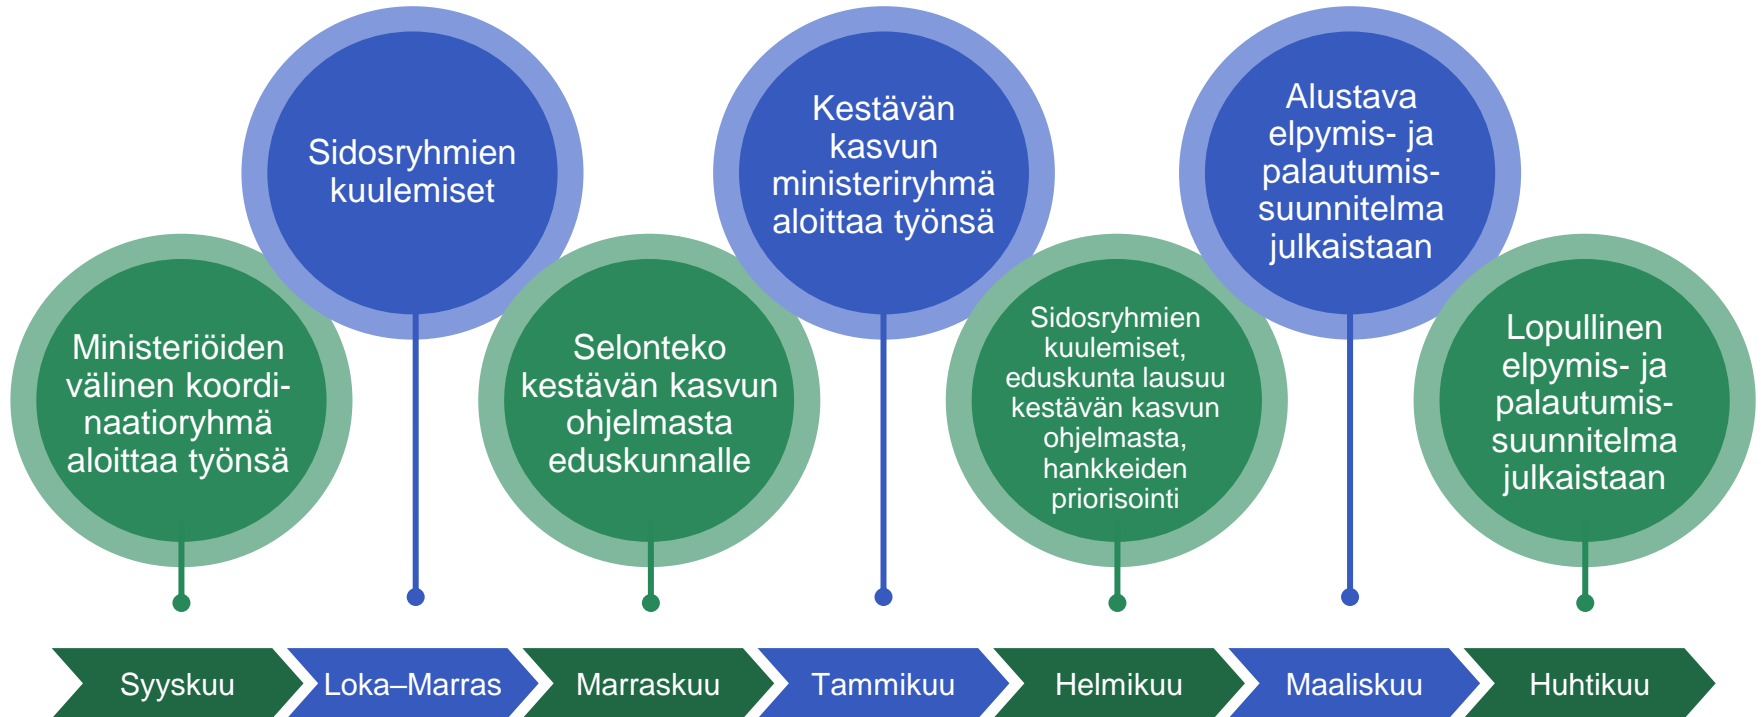 Ministeriöiden
välinen koordi-
naatioryhmä
aloittaa työnsä
Sidosryhmien
kuulemiset
Selonteko
kestävän kasvun
ohjelmasta
eduskunnalle
Kestävän
kasvun
ministeriryhmä
aloittaa työnsä
Sidosryhmien
kuulemiset,
eduskunta lausuu
kestävän kasvun
ohjelmasta,
hankkeiden
priorisointi
Alustava
elpymis- ja
palautumis-
suunnitelma
julkaistaan
Lopullinen
elpymis- ja
palautumis-
suunnitelma
julkaistaan
Syyskuu
Loka–Marras
Marraskuu
Tammikuu
Helmikuu
Maaliskuu
Huhtikuu